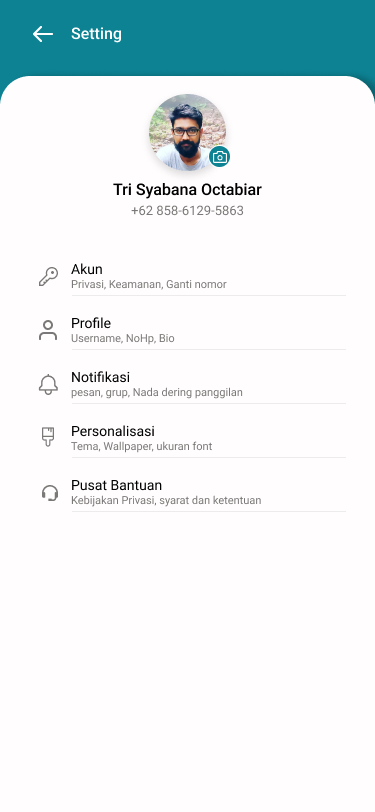 Setting
Tri Syabana Octabiar
+62 858-6129-5863
Akun
Privasi, Keamanan, Ganti nomor
Profile
Username, NoHp, Bio
Notifikasi
pesan, grup, Nada dering panggilan
Personalisasi
Tema, Wallpaper, ukuran font
Pusat Bantuan
Kebijakan Privasi, syarat dan ketentuan